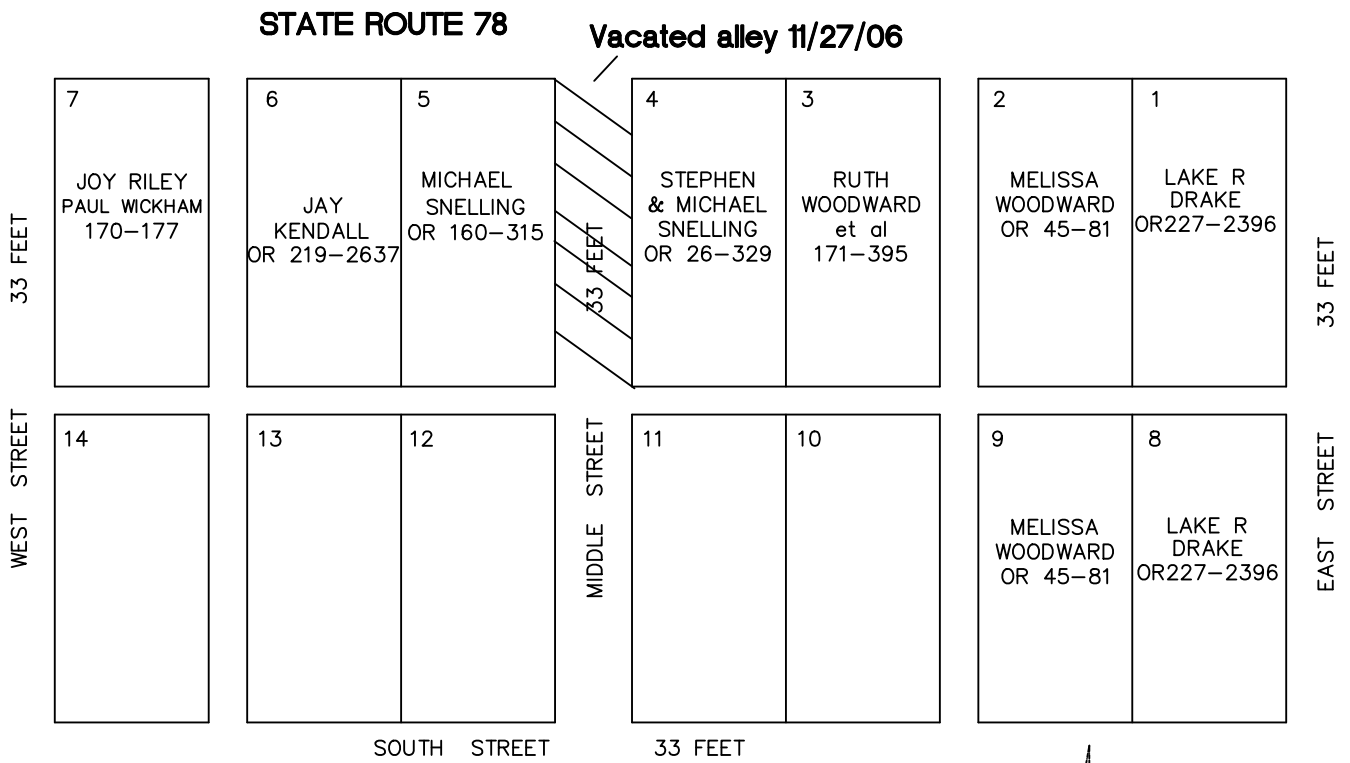 STATE ROUTE 78
Vacated alley 11/27/06
7
JOY RILEY
PAUL WICKHAM
170-177
6
JAY
KENDALL
OR 219-2637
5
MICHAEL
SNELLING
OR 160-315
4
STEPHEN
& MICHAEL
SNELLING
OR 26-329
3
RUTH
WOODWARD
et al
171-395
2
MELISSA
WOODWARD
OR 45-81
1
LAKE R
DRAKE
OR227-2396
33 FEET
33 FEET
33 FEET
14
13
12
11
10
9
MELISSA
WOODWARD
OR 45-81
8
LAKE R
DRAKE
OR227-2396
WEST STREET
MIDDLE STREET
EAST STREET
SOUTH STREET 33 FEET